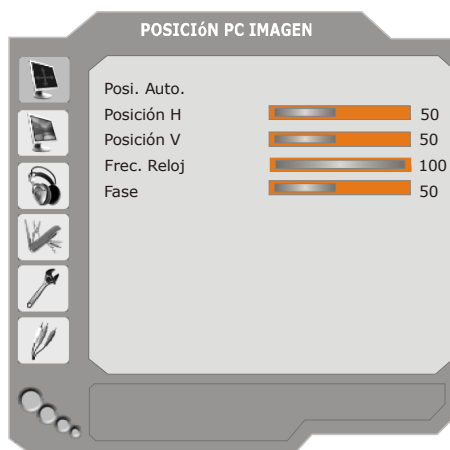 POSICIóN PC IMAGEN
Posi. Auto.
Posición H 50
Posición V 50
Frec. Reloj 100
Fase 50